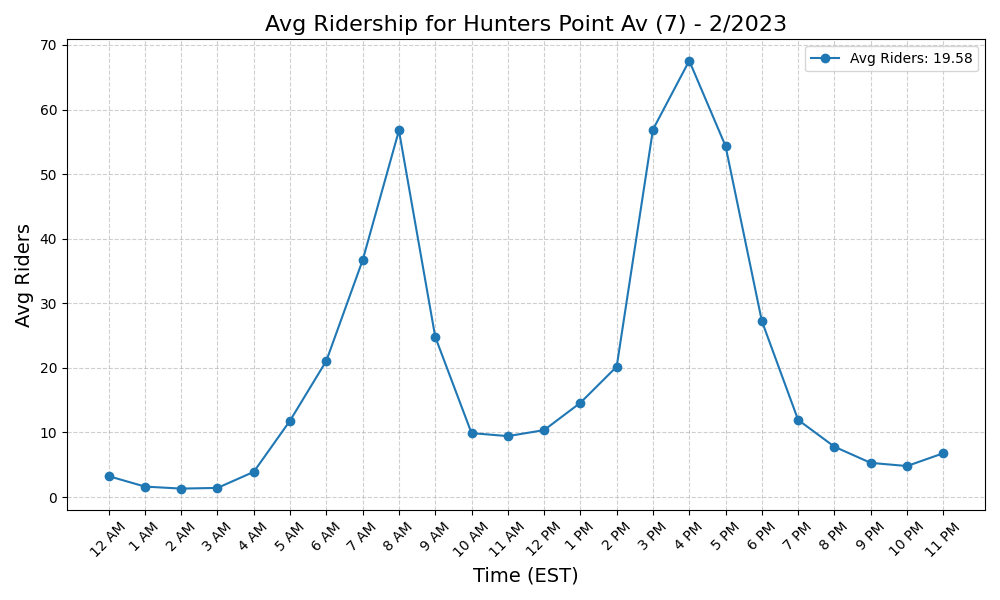 Avg Ridership for Hunters Point Av (7) - 2/2023
Avg Riders: 19.58
Avg Riders
70
60
50
40
30
20
10
0
12 AM
1 AM
2 AM
3 AM
4 AM
5 AM
6 AM
7 AM
8 AM
9 AM
10 AM
11 AM
12 PM
1 PM
2 PM
3 PM
4 PM
5 PM
6 PM
7 PM
8 PM
9 PM
10 PM
11 PM
Time (EST)